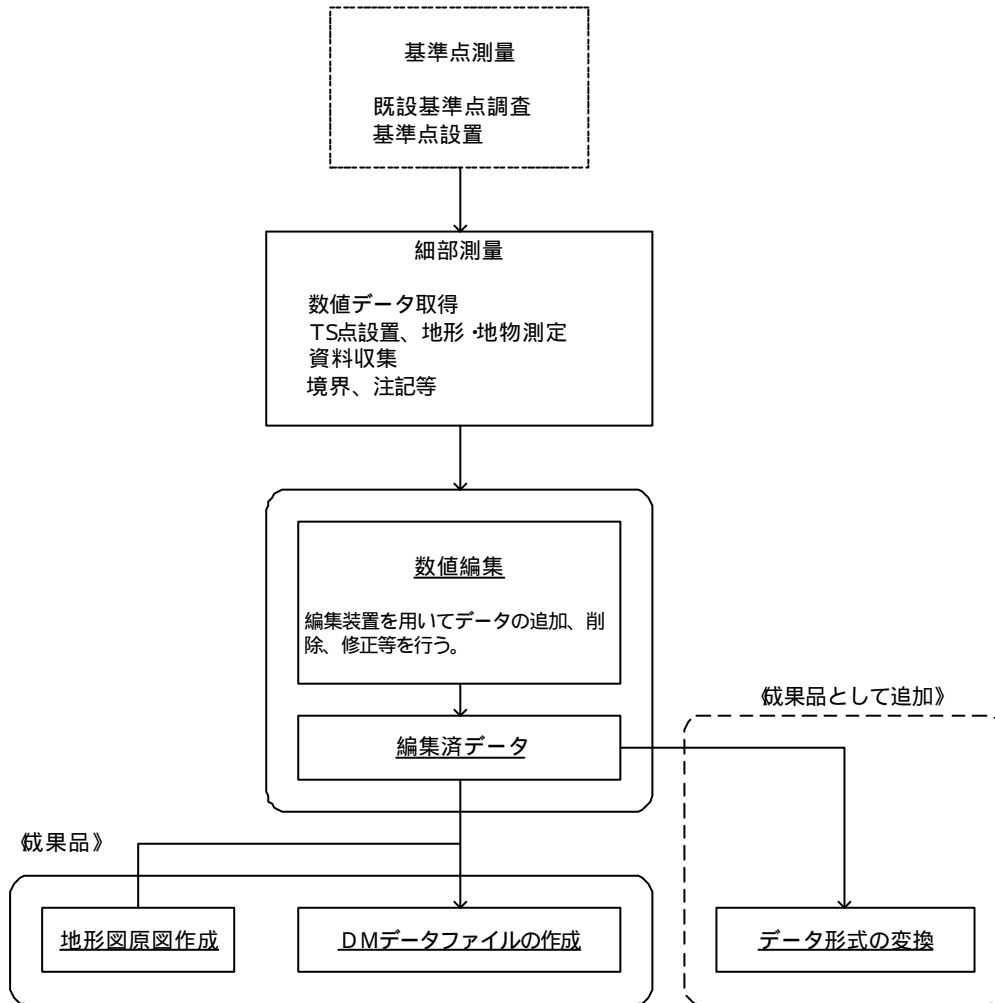 基準点測量
既設基準点調査
基準点設置
細部測量
数値データ取得
TS点設置、地形・地物測定
資料収集
境界、注記等
数値編集
編集装置を用いてデータの追加、削
除、修正等を行う。
《成果品として追加》
編集済データ
《成果品》
地形図原図作成
DMデータファイルの作成
データ形式の変換